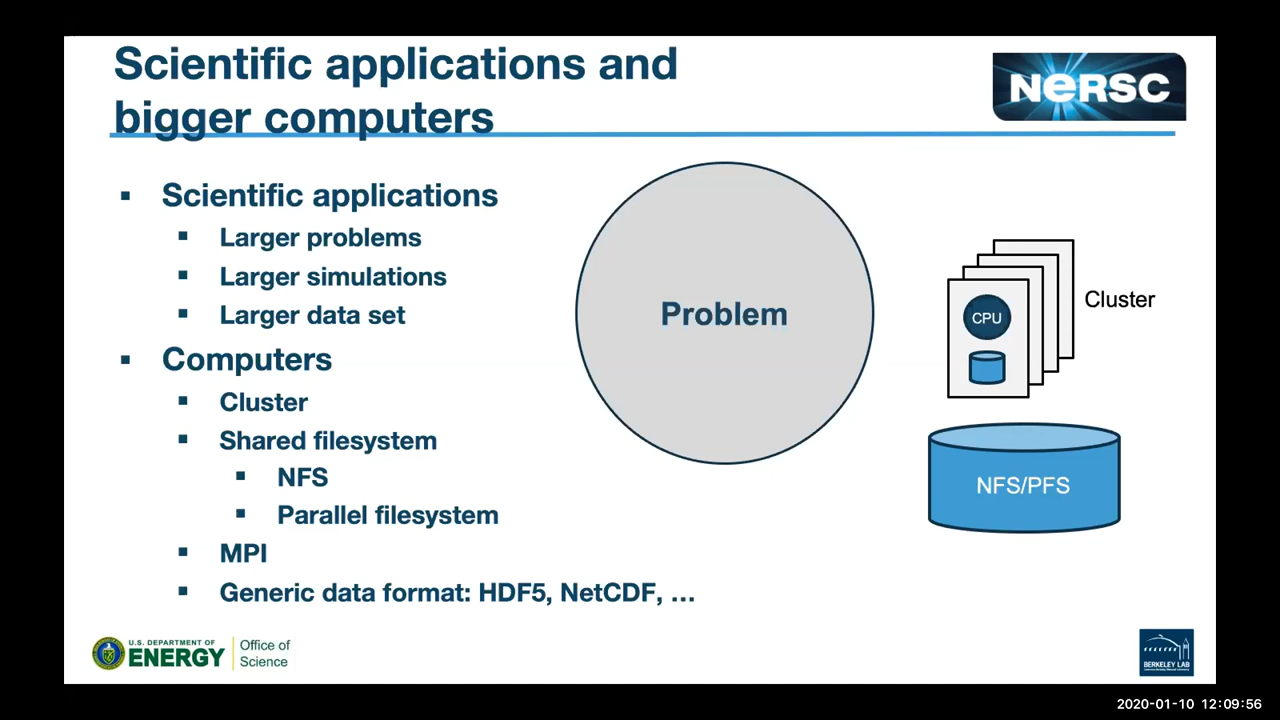 Scientific applications and
bigger computers
NERSC
▪ Scientific applications
▪ Larger problems
▪ Larger simulations
▪ Larger data set
▪ Computers
▪ Cluster
▪ Shared filesystem
▪ NFS
▪ Parallel filesystem
▪ MPI
▪ Generic data format: HDF5, NetCDF, …
Problem
CPU
Cluster
NFS/PFS
U.S. DEPARTMENT OF
ENERGY
Office of
Science
BERKELEY LAB
2020-01-10 12:09:56